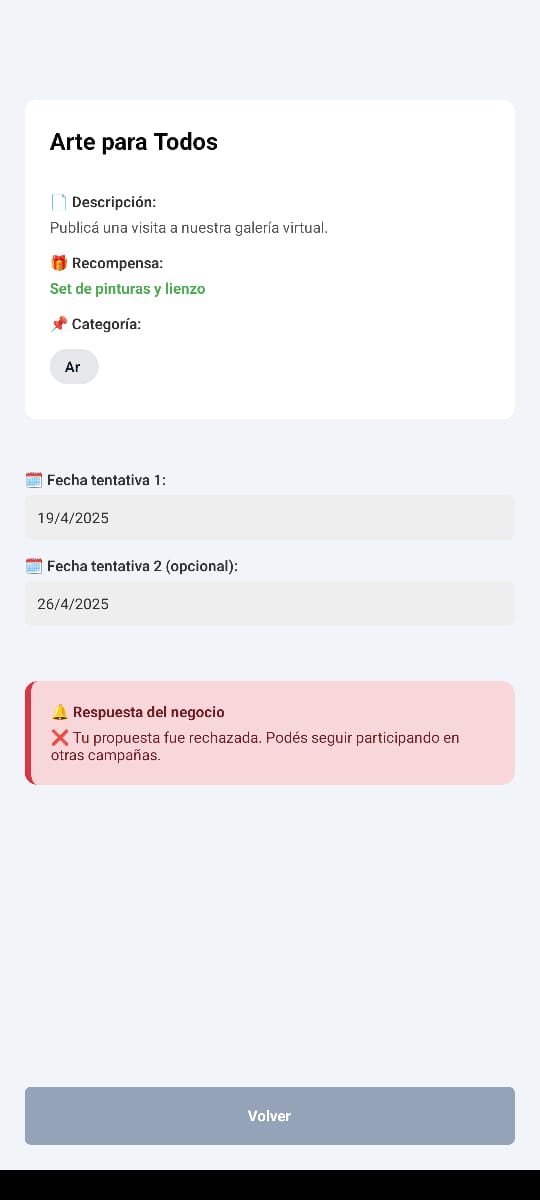 Arte para Todos
📄 Descripción:
Publicá una visita a nuestra galería virtual.
🎁 Recompensa:
Set de pinturas y lienzo
📌 Categoría:
Ar
🗓️ Fecha tentativa 1:
19/4/2025
🗓️ Fecha tentativa 2 (opcional):
26/4/2025
🔔 Respuesta del negocio
❌ Tu propuesta fue rechazada. Podés seguir participando en
otras campañas.
Volver